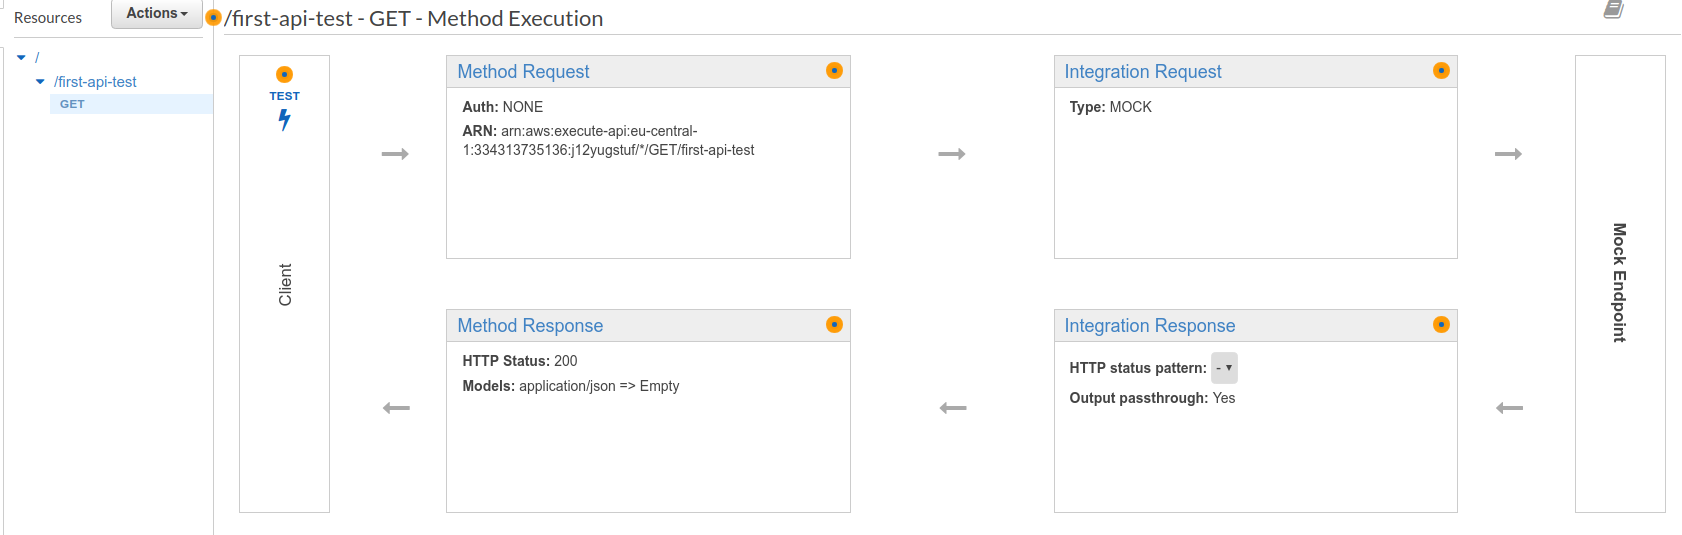 Resources
Actions
/first-api-test - GET - Method Execution
/
/first-api-test
GET
TEST
Client
Method Request
Auth: NONE
ARN: arn:aws:execute-api:eu-central-
1:334313735136:j12yugstuf/*/GET/first-api-test
Integration Request
Type: MOCK
Method Response
HTTP Status: 200
Models: application/json => Empty
Integration Response
HTTP status pattern: -
Output passthrough: Yes
Mock Endpoint